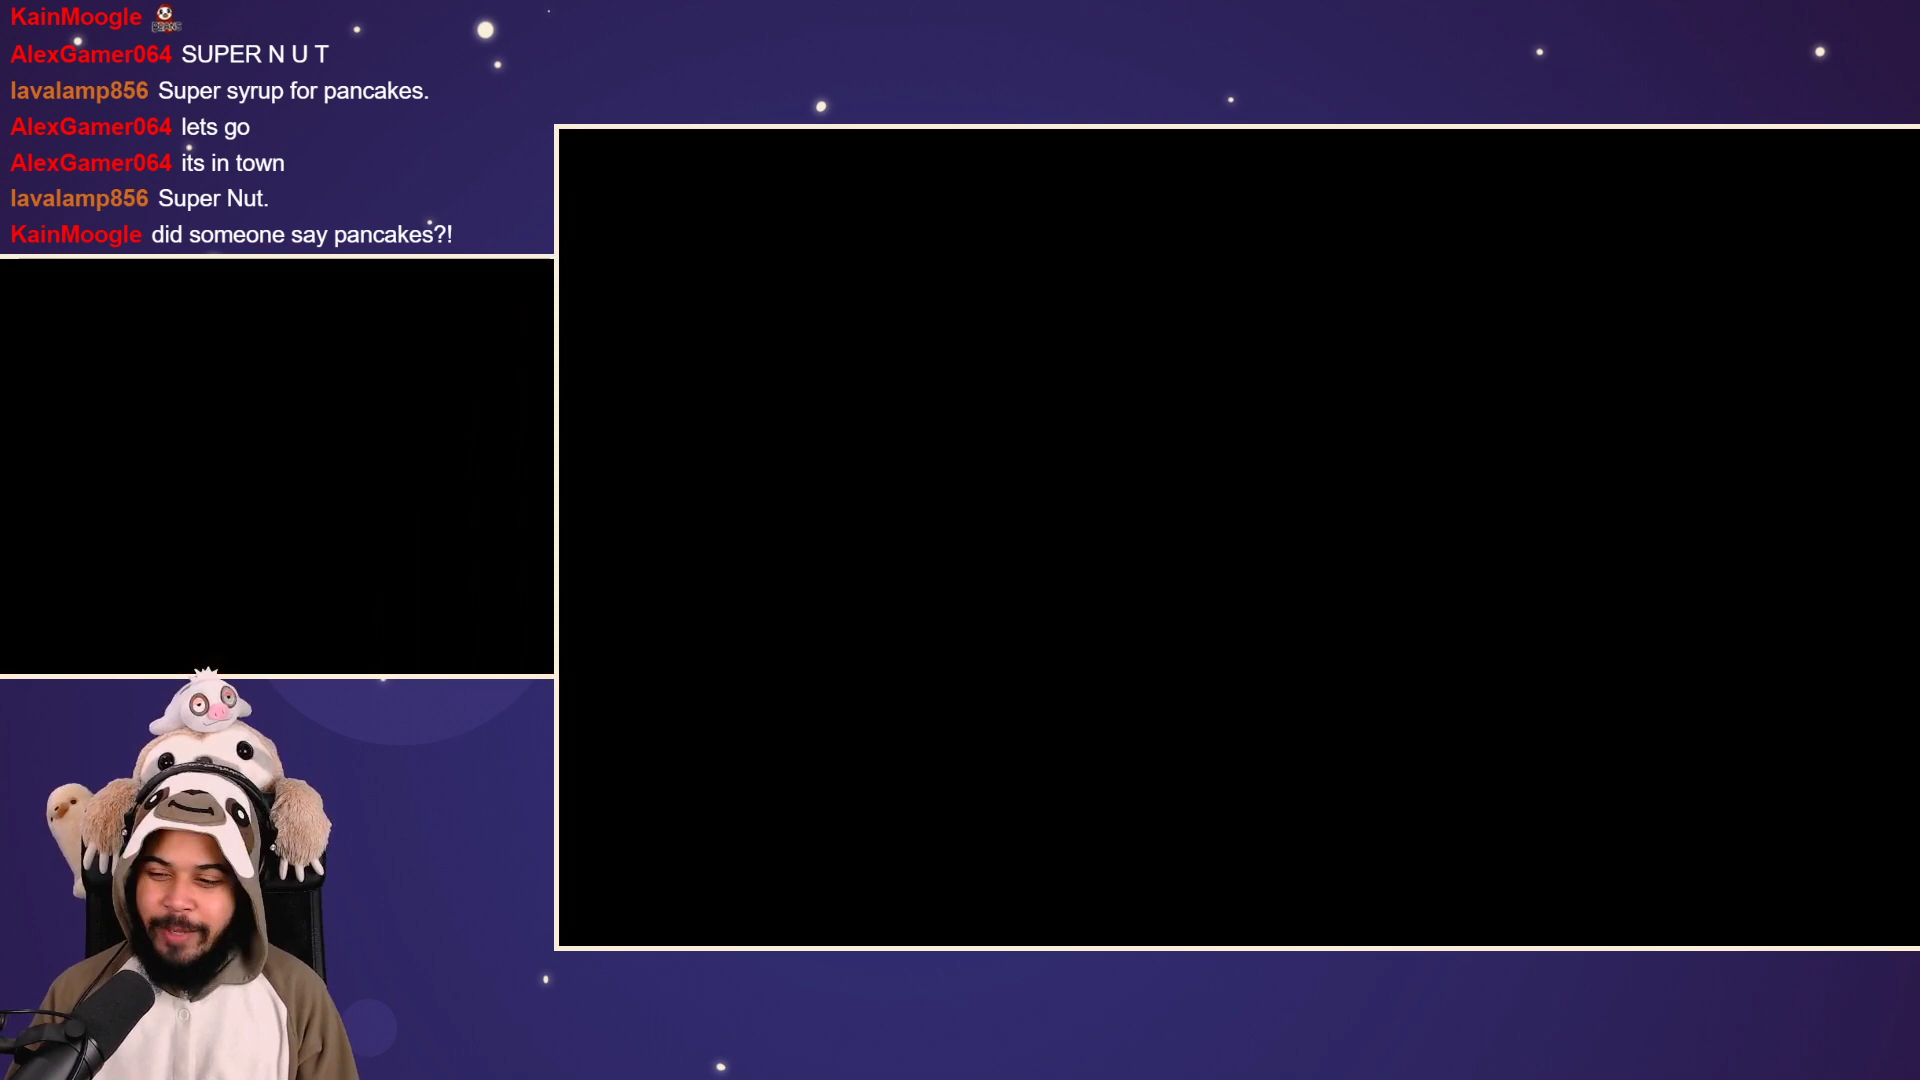 KainMoogle
AlexGamer064 SUPER N U T
lavalamp856 Super syrup for pancakes.
AlexGamer064 lets go
AlexGamer064 its in town
lavalamp856 Super Nut.
KainMoogle did someone say pancakes?!